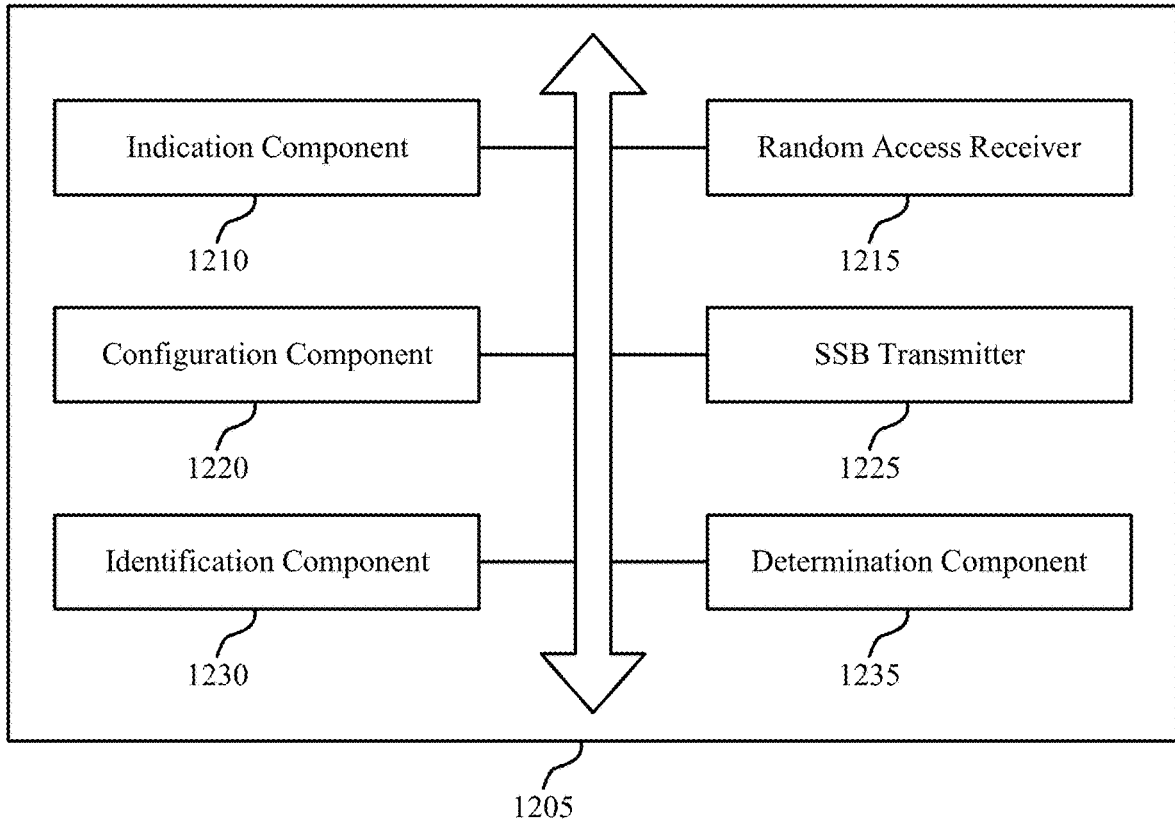 Indication Component
Random Access Receiver
1210
1215
Configuration Component
SSB Transmitter
1220
1225
Identification Component
Determination Component
1230
1235
1205